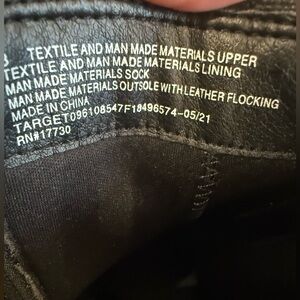 TEXTILE AND MAN MADE MATERIALS UPPER
TEXTILE AND MAN MADE MATERIALS LINING
MAN MADE MATERIALS SOCK
MAN MADE MATERIALS OUTSOLE WITH LEATHER FLOCKING
MADE IN CHINA
TARGET096108547F18496574-05/21
RN#17730